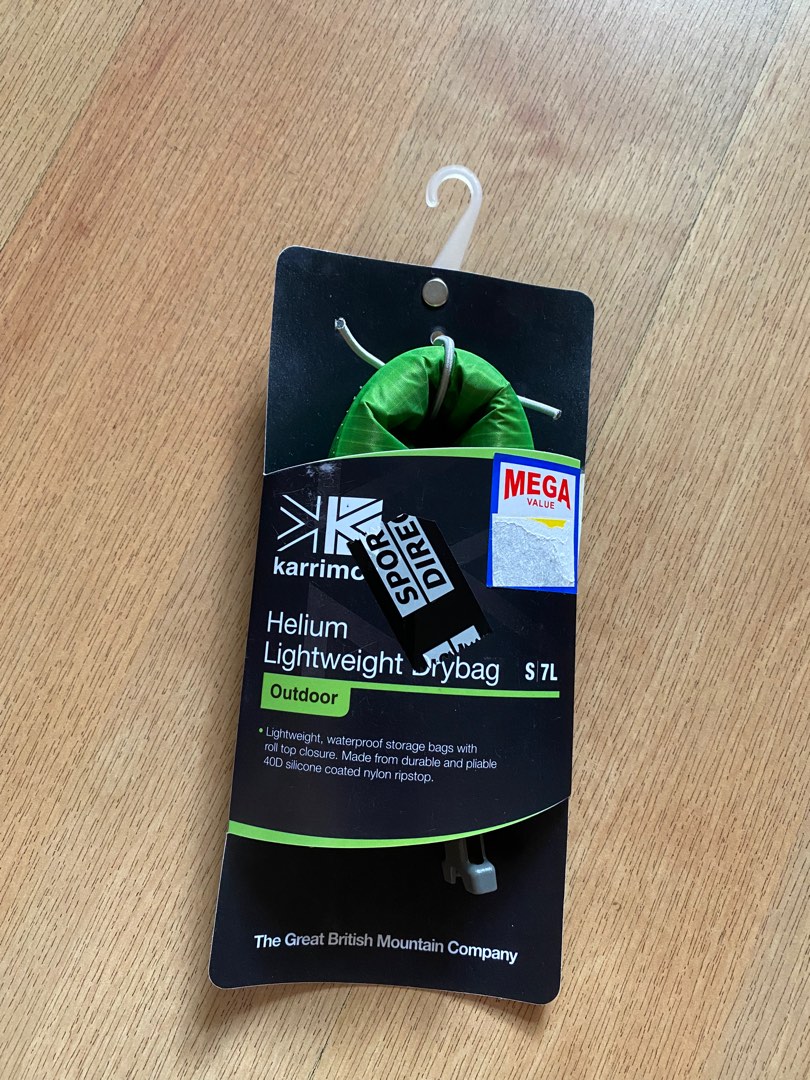 MEGA
VALUE
karrimo
SPOR
DIREC
Helium
Lightweight Drybag
S|7L
Outdoor
• Lightweight, waterproof storage bags with
roll top closure. Made from durable and pliable
40D silicone coated nylon ripstop.
The Great British Mountain Company